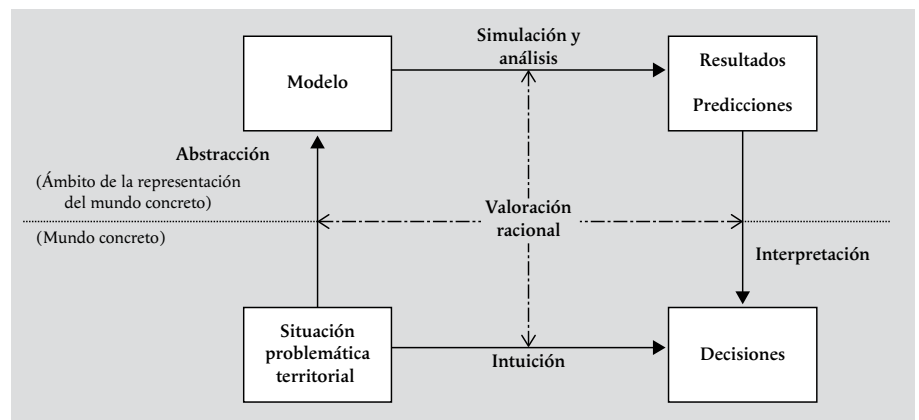 Simulación y
análisis
Modelo
Resultados
Predicciones
Abstracción
(Ámbito de la representación
del mundo concreto)
Valoración
racional
(Mundo concreto)
Interpretación
Situación
problemática
territorial
Intuición
Decisiones